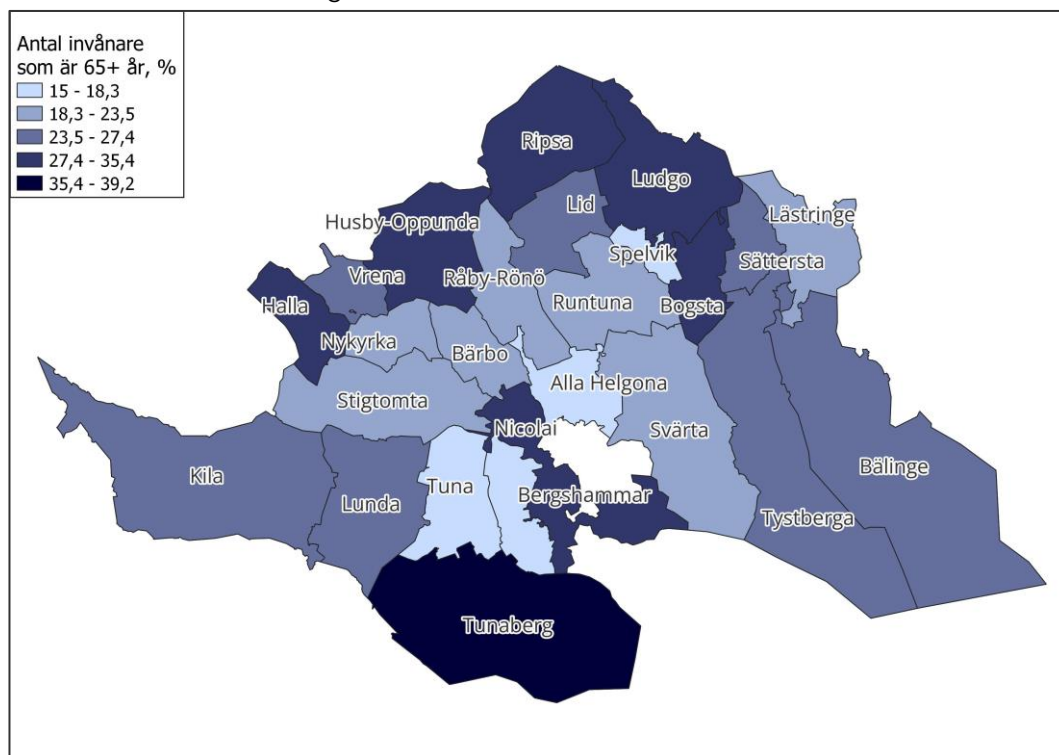 Antal invånare
som är 65+ år, %
15 - 18,3
18,3 - 23,5
23,5 - 27,4
27,4 - 35,4
35,4 - 39,2
Ripsa
Ludgo
Lid
Lästringe
Husby-Oppunda
Spelvik
Sättersta
Vrena
Råby-Rönö
Halla
Runtuna
Bogsta
Nykyrka
Bärbo
Alla Helgona
Stigtomta
Nicolai
Svärta
Bälinge
Kila
Tuna
Lunda
Bergshammar
Tystberga
Tunaberg